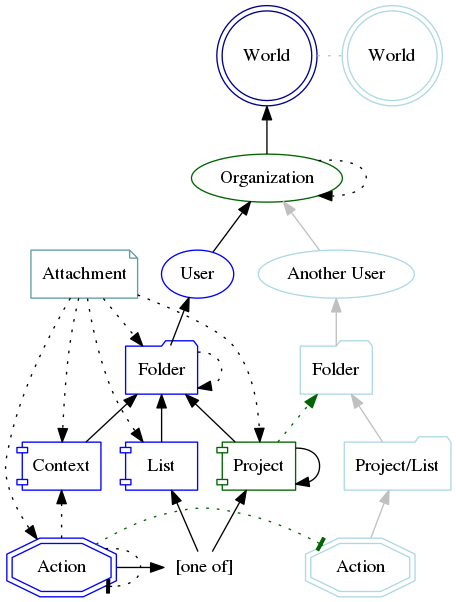 World
World
Organization
Attachment
User
Another User
Folder
Folder
Context
List
Project
Project/List
Action
[one of]
Action